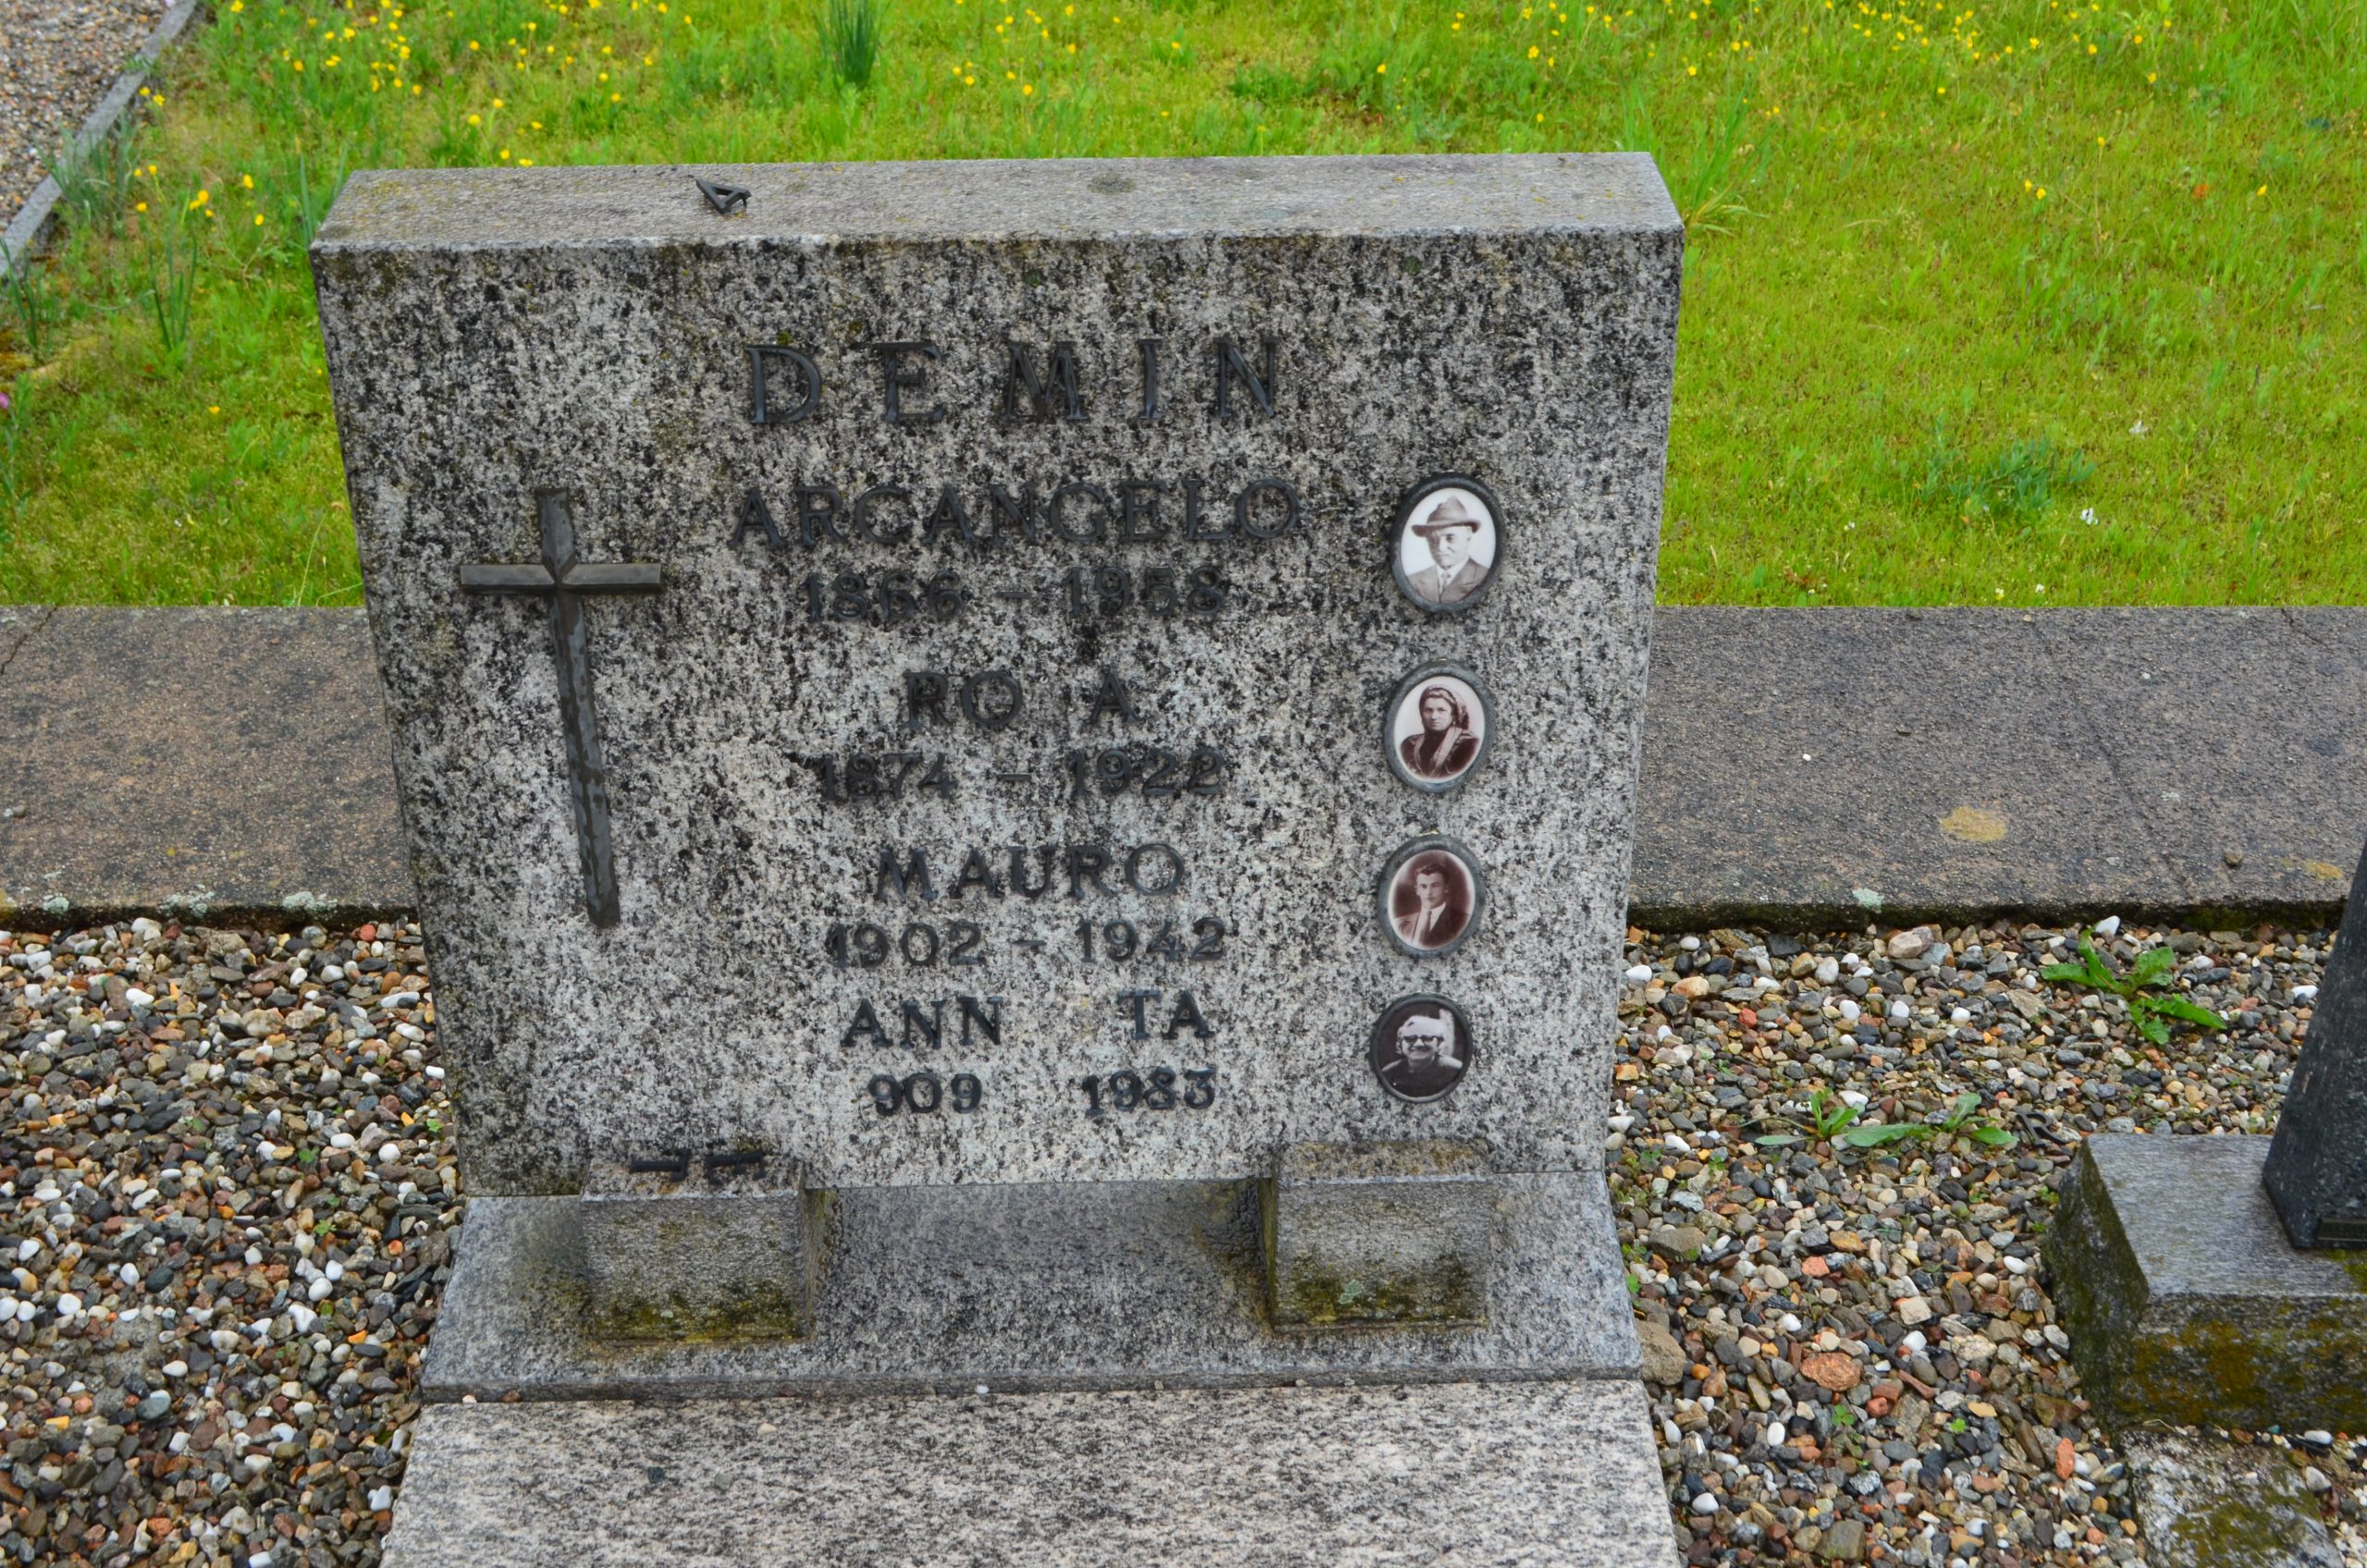 DEMIN
ARCANGELO
1866 - 1958
RO A
1874 - 1922
MAURO
1902 - 1942
ANN TA
909 1983